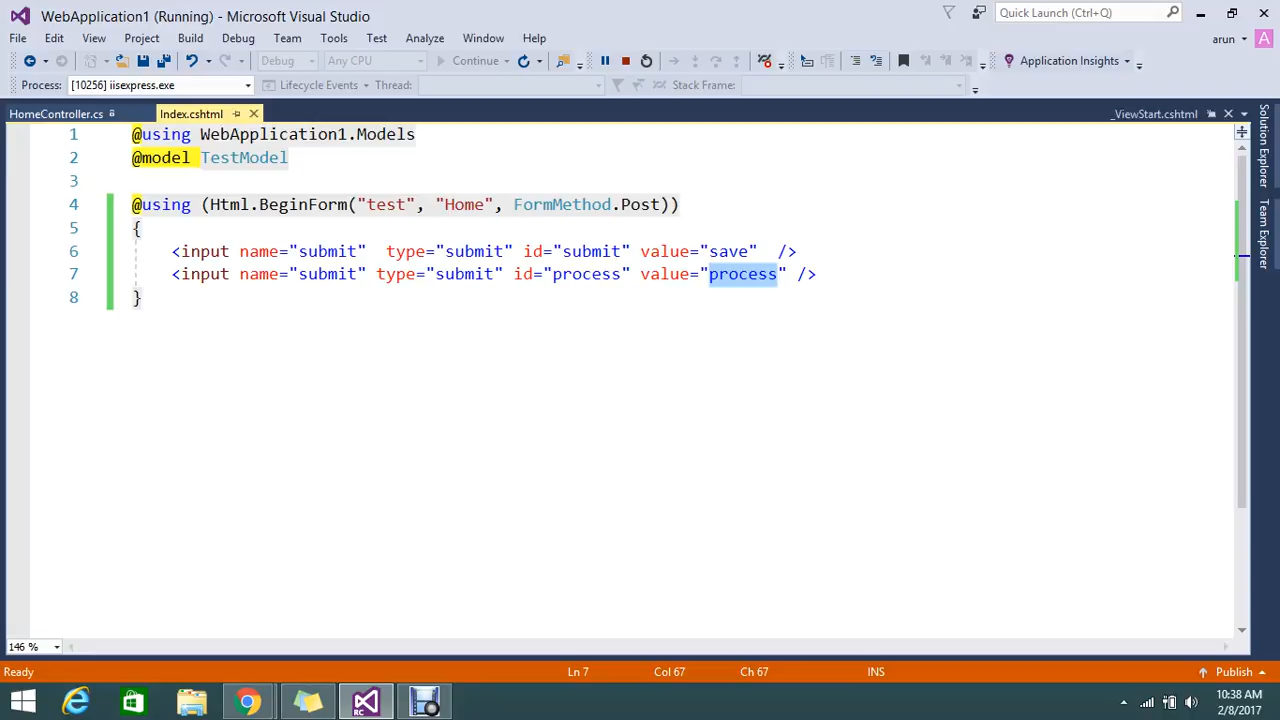 WebApplication1 (Running) - Microsoft Visual Studio
Quick Launch (Ctrl+Q)
File Edit View Project Build Debug Team Tools Test Analyze Window Help
arun A
Debug Any CPU Continue Application Insights
Process: [10256] iisexpress.exe Lifecycle Events Thread: Stack Frame:
HomeController.cs Index.cshtml _ViewStart.cshtml
Solution Explorer
Team Explorer
1 @using WebApplication1.Models
2 @model TestModel
3
4 @using (Html.BeginForm("test", "Home", FormMethod.Post))
5 {
6 <input name="submit"  type="submit" id="submit" value="save"  />
7 <input name="submit" type="submit" id="process" value="process" />
8 }
146 %
Ready Ln 7 Col 67 Ch 67 INS Publish
RC
10:38 AM
2/8/2017